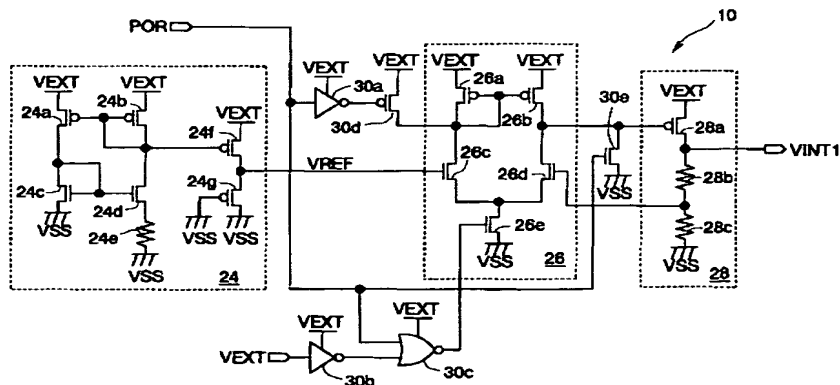 POR
10
VEXT
VEXT
VEXT
VEXT
VEXT
VEXT
24a
24b
30a
26a
26b
30e
VEXT
24f
30d
28a
VINT1
VREF
26c
26d
28b
24c
24d
24g
24e
26e
28c
VSS
VSS
VSS
VSS
VSS
VSS
VSS
24
26
28
VEXT
VEXT
VEXT
30b
30c
VEXT